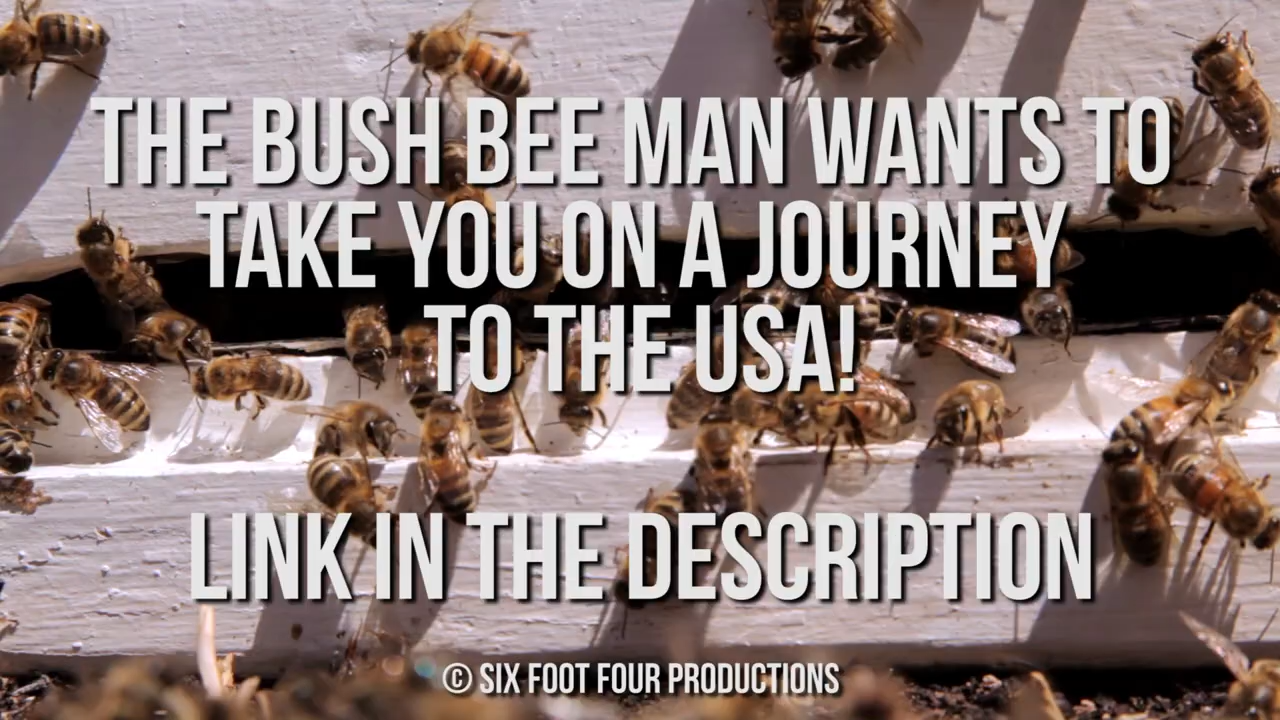 THE BUSH BEE MAN WANTS TO
TAKE YOU ON A JOURNEY
TO THE USA!
LINK IN THE DESCRIPTION
© SIX FOOT FOUR PRODUCTIONS